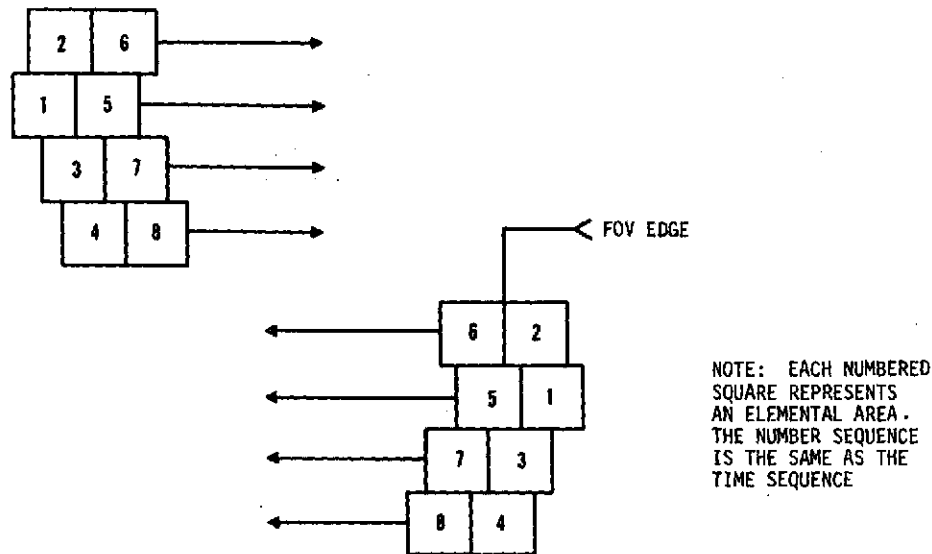 2 6
1 5
3 7
4 8
FOV EDGE
6 2
5 1
7 3
8 4
NOTE: EACH NUMBERED
SQUARE REPRESENTS
AN ELEMENTAL AREA.
THE NUMBER SEQUENCE
IS THE SAME AS THE
TIME SEQUENCE